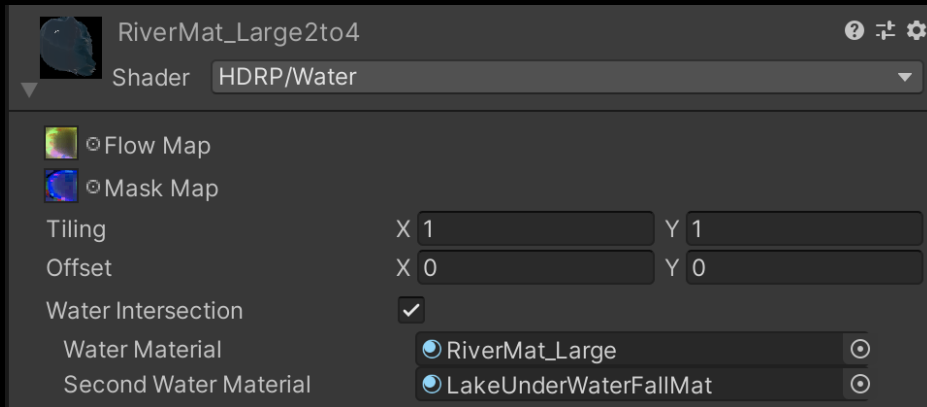 RiverMat_Large2to4
Shader HDRP/Water
Flow Map
Mask Map
Tiling X 1 Y 1
Offset X 0 Y 0
Water Intersection
Water Material RiverMat_Large
Second Water Material LakeUnderWaterFallMat